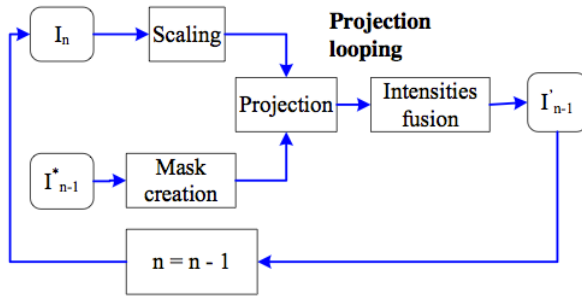 Projection
looping
Iₙ
Scaling
Projection
Intensities
fusion
I'ₙ₋₁
I*ₙ₋₁
Mask
creation
n = n - 1